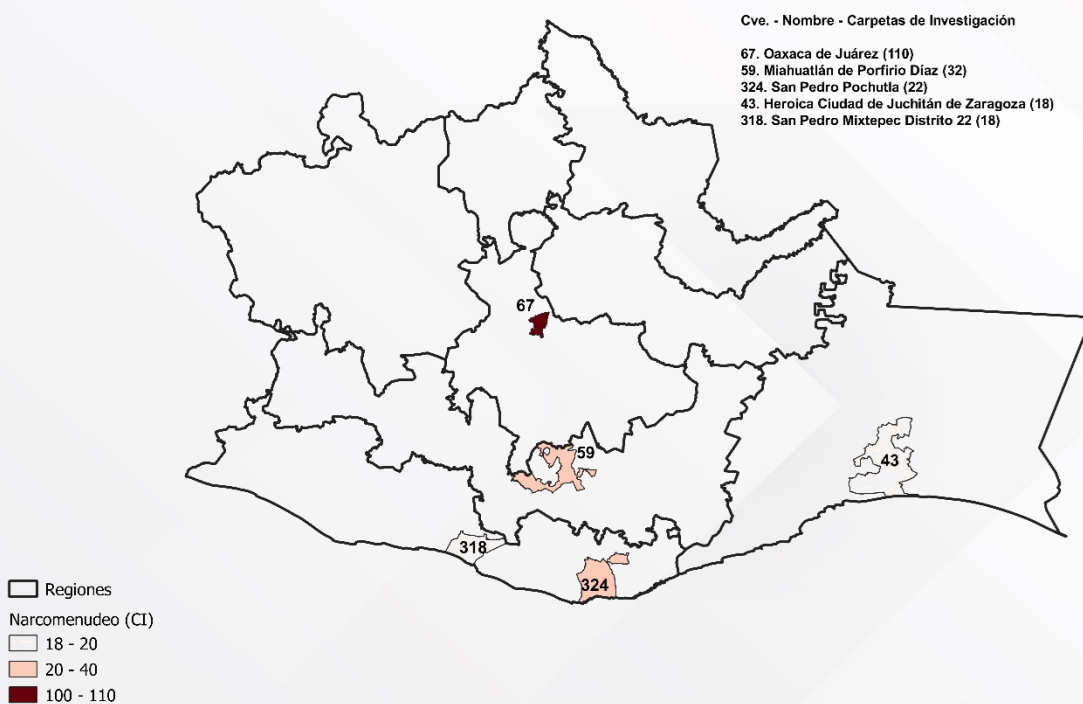 Cve. - Nombre - Carpetas de Investigación
67. Oaxaca de Juárez (110)
59. Miahuatlán de Porfirio Díaz (32)
324. San Pedro Pochutla (22)
43. Heroica Ciudad de Juchitán de Zaragoza (18)
318. San Pedro Mixtepec Distrito 22 (18)
67
59
43
318
324
Regiones
Narcomenudeo (CI)
18 - 20
20 - 40
100 - 110